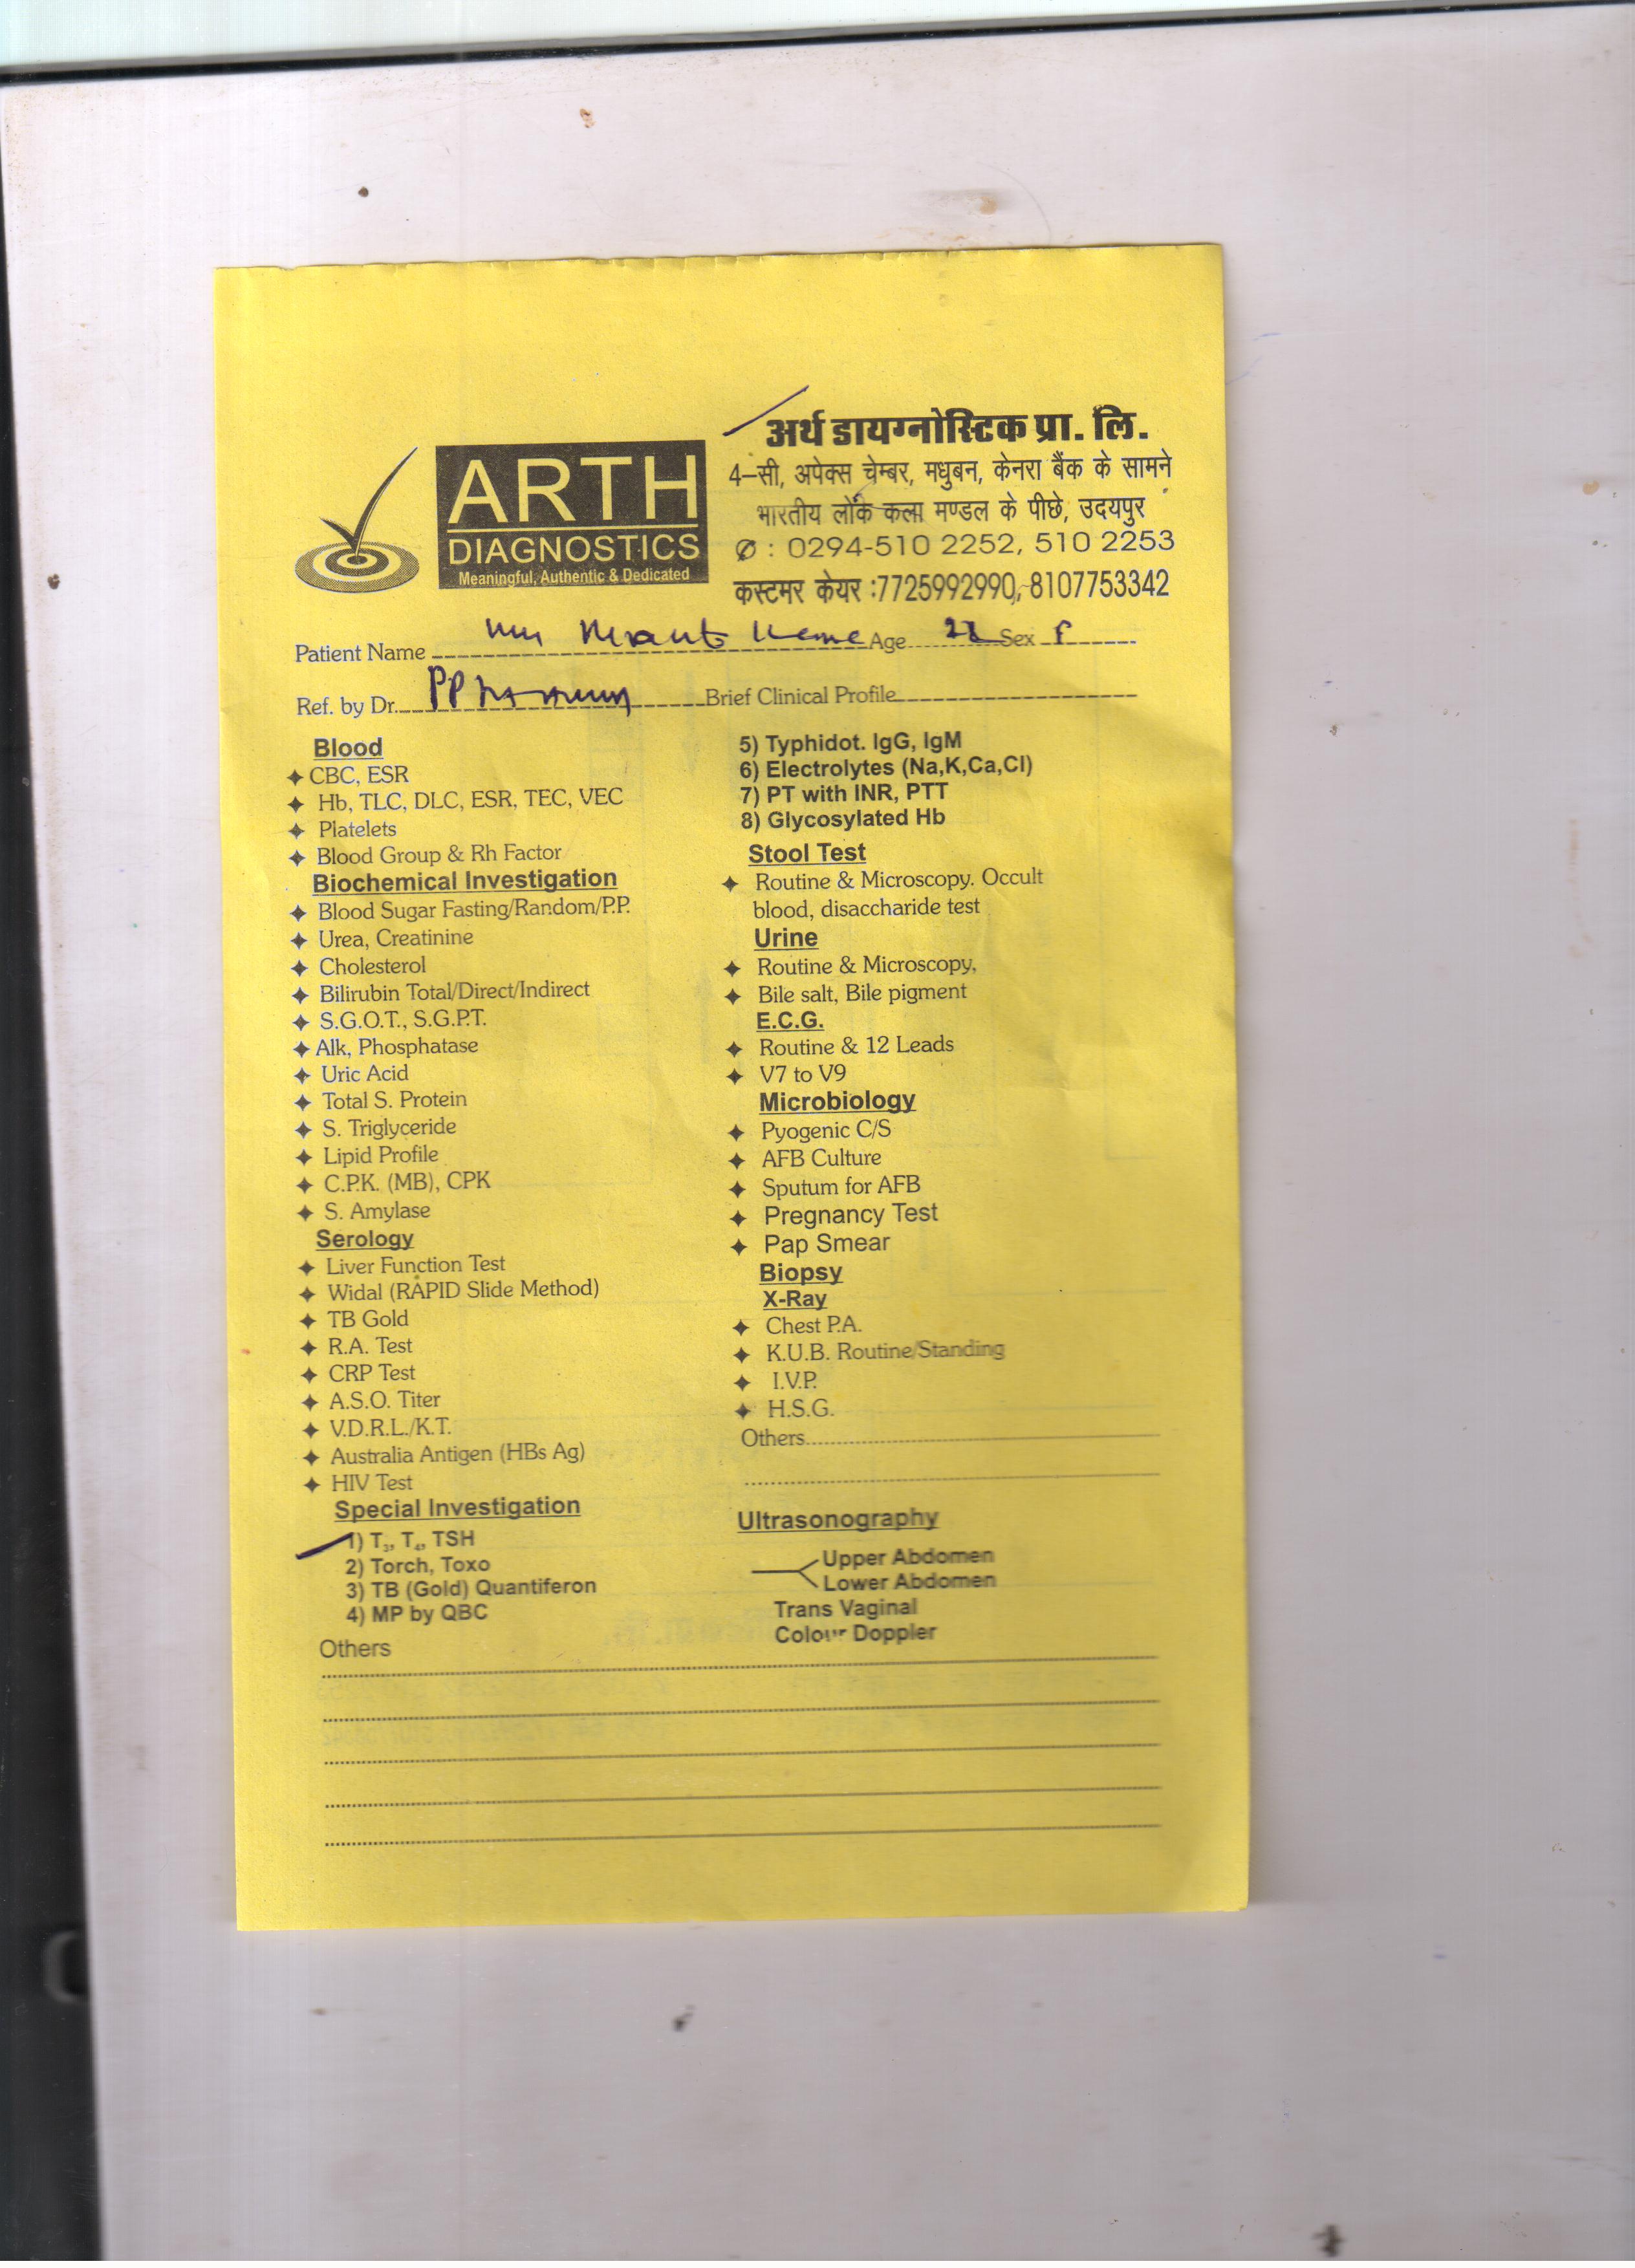 अर्थ डायग्नोस्टिक प्रा. लि.
4-सी, अपेक्स चेम्बर, मधुबन, केनरा बैंक के सामने
भारतीय लोक कला मण्डल के पीछे, उदयपुर
✆ : 0294-510 2252, 510 2253
कस्टमर केयर :7725992990, 8107753342
ARTH
DIAGNOSTICS
Meaningful, Authentic & Dedicated
Patient Name Age Sex F
Ref. by Dr. Brief Clinical Profile
Blood
CBC, ESR
Hb, TLC, DLC, ESR, TEC, VEC
Platelets
Blood Group & Rh Factor
Biochemical Investigation
Blood Sugar Fasting/Random/P.P.
Urea, Creatinine
Cholesterol
Bilirubin Total/Direct/Indirect
S.G.O.T., S.G.P.T.
Alk, Phosphatase
Uric Acid
Total S. Protein
S. Triglyceride
Lipid Profile
C.P.K. (MB), CPK
S. Amylase
Serology
Liver Function Test
Widal (RAPID Slide Method)
TB Gold
R.A. Test
CRP Test
A.S.O. Titer
V.D.R.L./K.T.
Australia Antigen (HBs Ag)
HIV Test
Special Investigation
1) T₃, T₄, TSH
2) Torch, Toxo
3) TB (Gold) Quantiferon
4) MP by QBC
5) Typhidot. IgG, IgM
6) Electrolytes (Na,K,Ca,Cl)
7) PT with INR, PTT
8) Glycosylated Hb
Stool Test
Routine & Microscopy. Occult
blood, disaccharide test
Urine
Routine & Microscopy,
Bile salt, Bile pigment
E.C.G.
Routine & 12 Leads
V7 to V9
Microbiology
Pyogenic C/S
AFB Culture
Sputum for AFB
Pregnancy Test
Pap Smear
Biopsy
X-Ray
Chest P.A.
K.U.B. Routine/Standing
I.V.P.
H.S.G.
Others
Ultrasonography
Upper Abdomen
Lower Abdomen
Trans Vaginal
Colour Doppler
Others